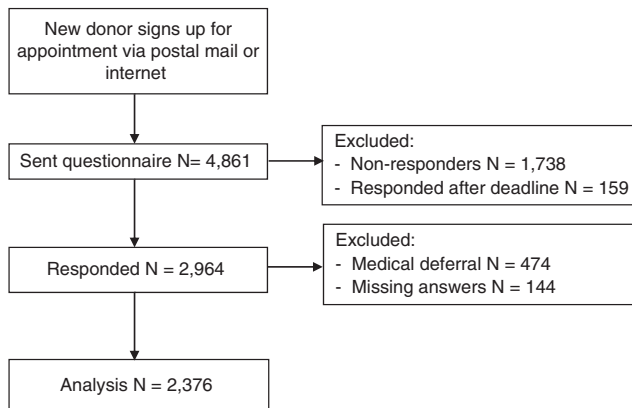 New donor signs up for
appointment via postal mail or
internet
Sent questionnaire N= 4,861
Excluded:
- Non-responders N = 1,738
- Responded after deadline N = 159
Responded N = 2,964
Excluded:
- Medical deferral N = 474
- Missing answers N = 144
Analysis N = 2,376